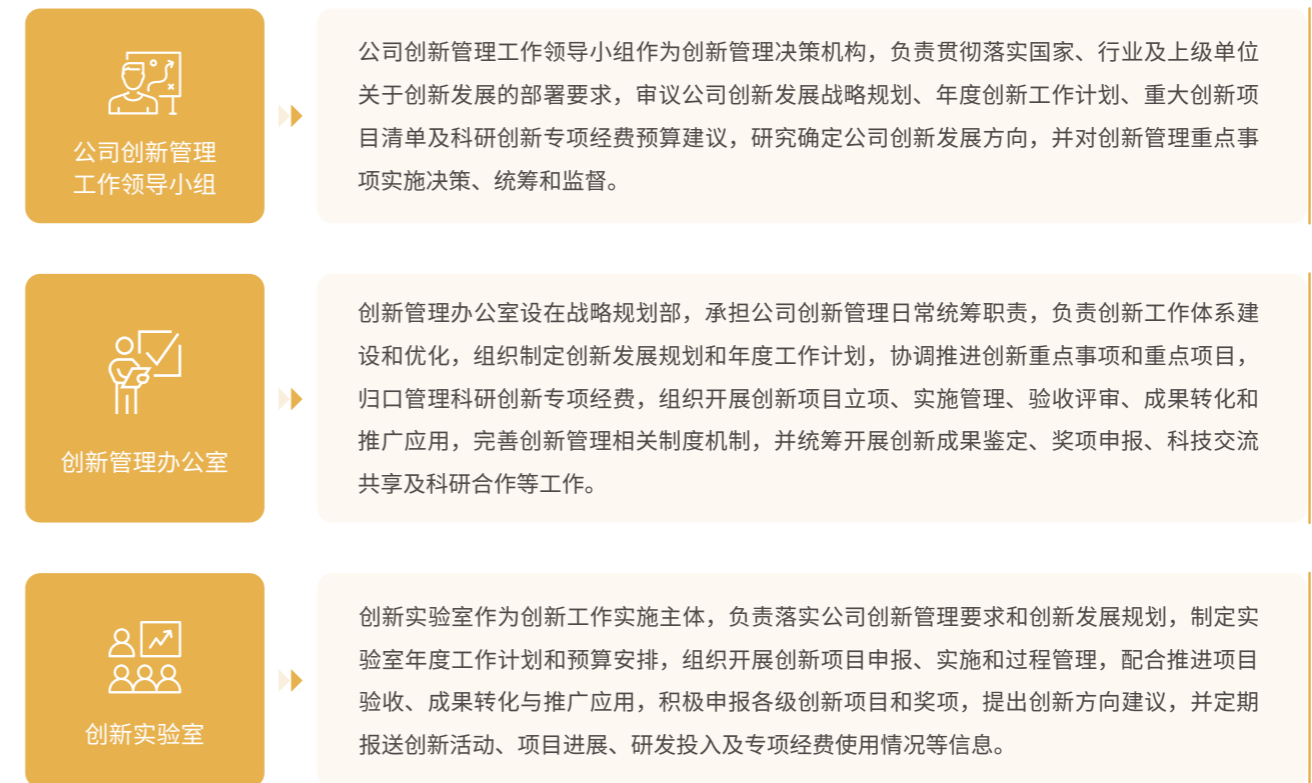 公司创新管理
工作领导小组
公司创新管理工作领导小组作为创新管理决策机构，负责贯彻落实国家、行业及上级单位
关于创新发展的部署要求，审议公司创新发展战略规划、年度创新工作计划、重大创新项
目清单及科研创新专项经费预算建议，研究确定公司创新发展方向，并对创新管理重点事
项实施决策、统筹和监督。
创新管理办公室
创新管理办公室设在战略规划部，承担公司创新管理日常统筹职责，负责创新工作体系建
设和优化，组织制定创新发展规划和年度工作计划，协调推进创新重点事项和重点项目，
归口管理科研创新专项经费，组织开展创新项目立项、实施管理、验收评审、成果转化和
推广应用，完善创新管理相关制度机制，并统筹开展创新成果鉴定、奖项申报、科技交流
共享及科研合作等工作。
创新实验室
创新实验室作为创新工作实施主体，负责落实公司创新管理要求和创新发展规划，制定实
验室年度工作计划和预算安排，组织开展创新项目申报、实施和过程管理，配合推进项目
验收、成果转化与推广应用，积极申报各级创新项目和奖项，提出创新方向建议，并定期
报送创新活动、项目进展、研发投入及专项经费使用情况等信息。